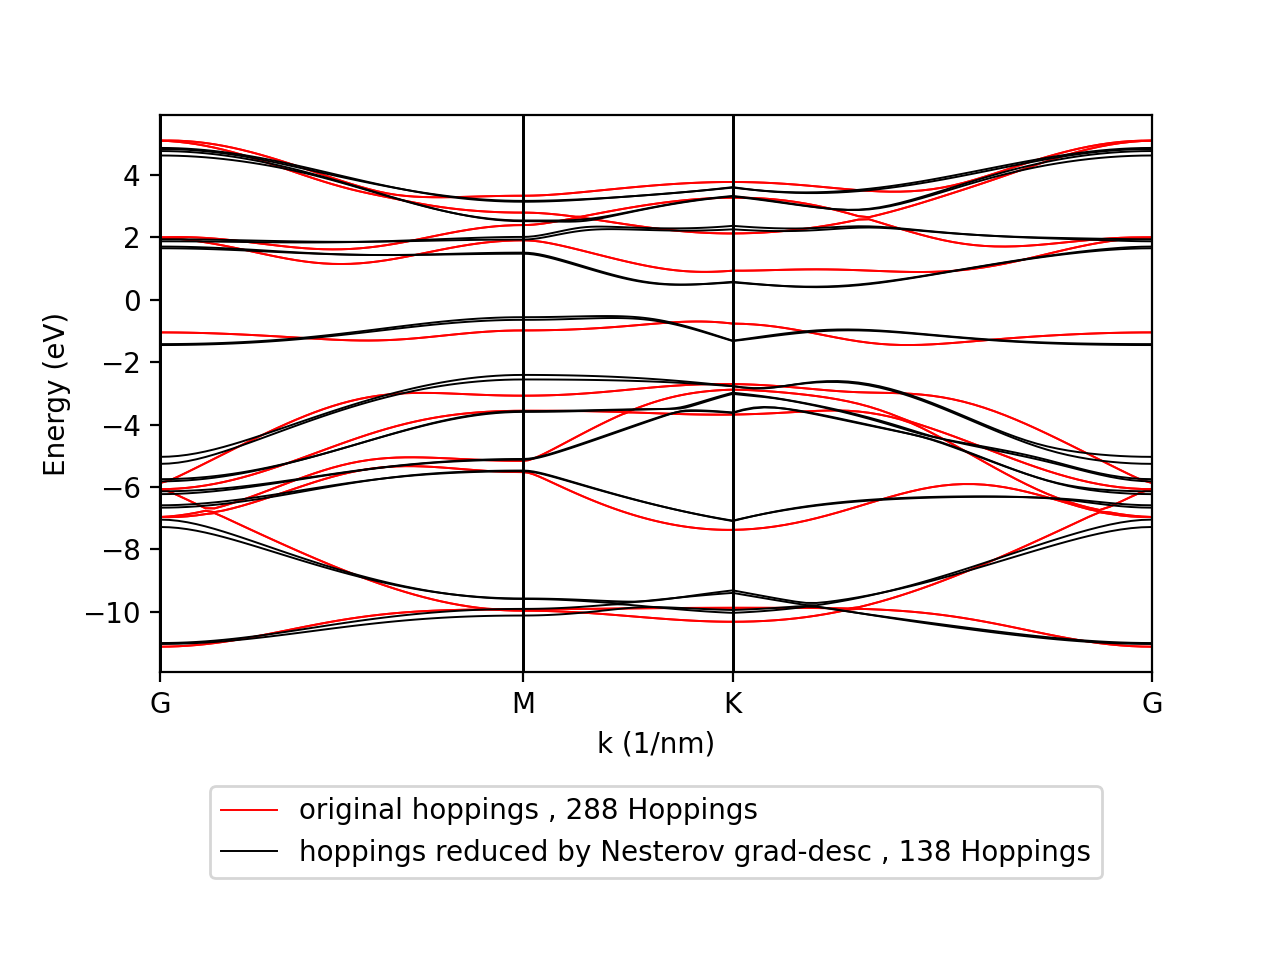 4
2
0
−2
−4
−6
−8
−10
Energy (eV)
G M K G
k (1/nm)
original hoppings , 288 Hoppings
hoppings reduced by Nesterov grad-desc , 138 Hoppings